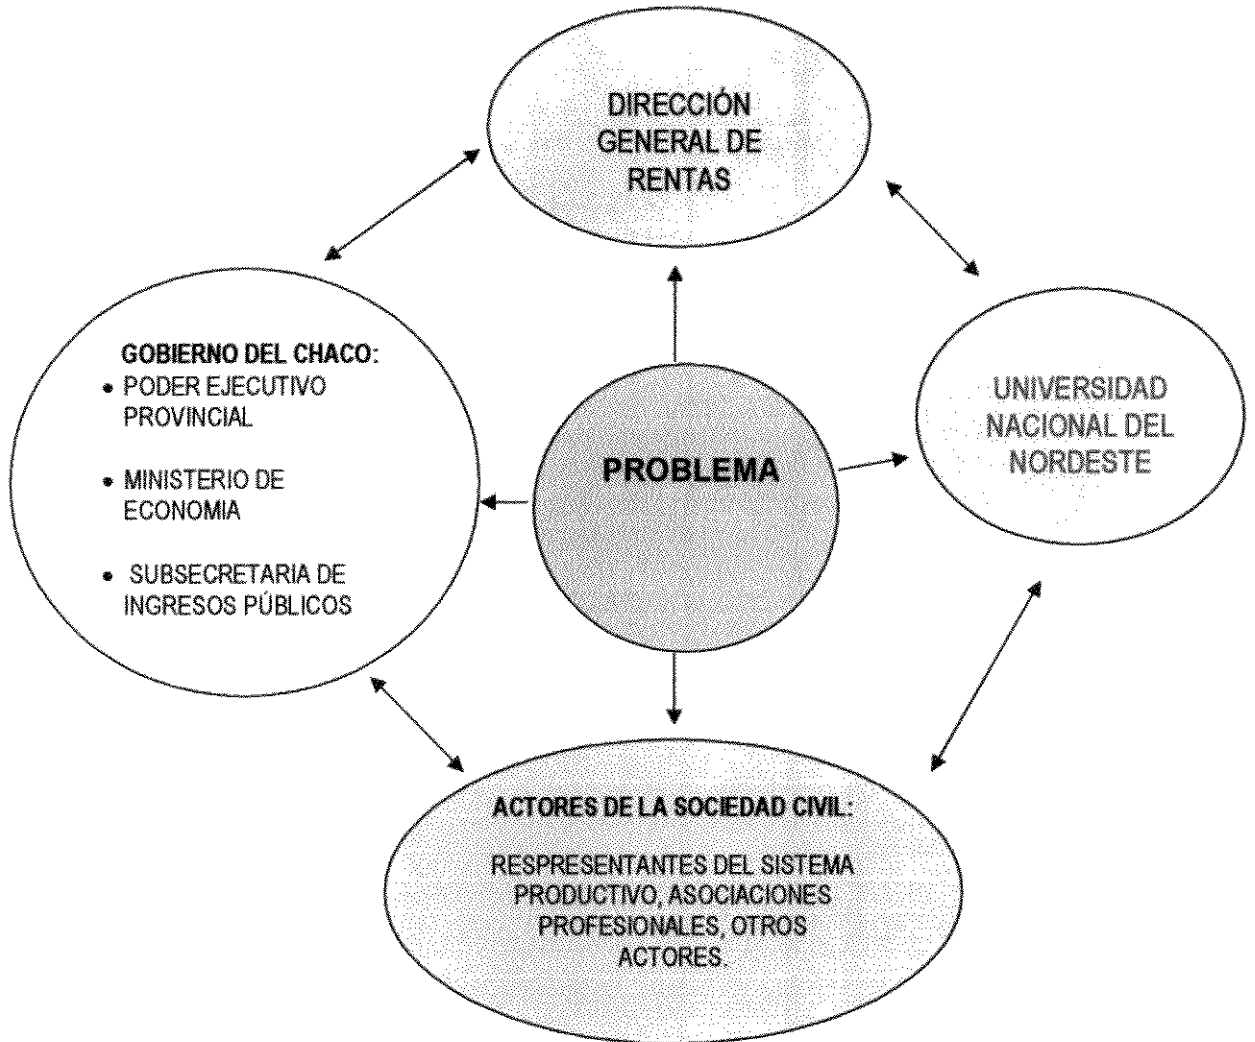 DIRECCIÓN
GENERAL DE
RENTAS
GOBIERNO DEL CHACO:
• PODER EJECUTIVO
PROVINCIAL
• MINISTERIO DE
ECONOMIA
• SUBSECRETARIA DE
INGRESOS PÚBLICOS
PROBLEMA
UNIVERSIDAD
NACIONAL DEL
NORDESTE
ACTORES DE LA SOCIEDAD CIVIL:
RESPRESENTANTES DEL SISTEMA
PRODUCTIVO, ASOCIACIONES
PROFESIONALES, OTROS
ACTORES.